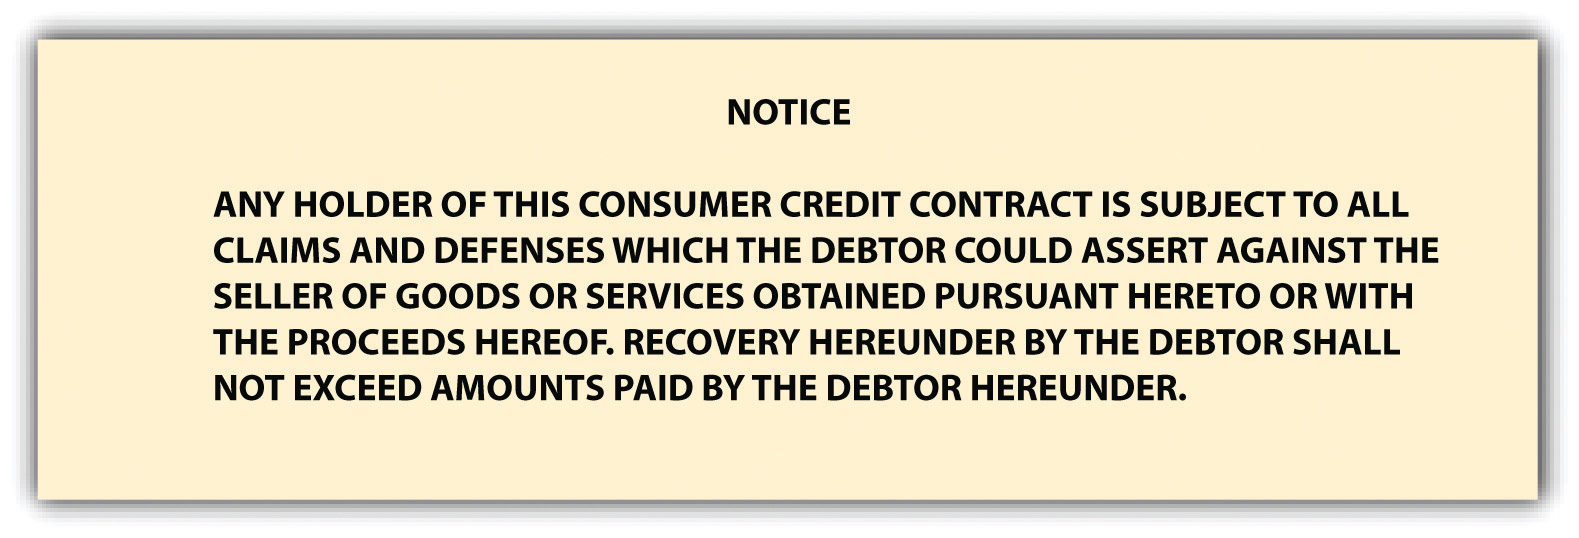 NOTICE
ANY HOLDER OF THIS CONSUMER CREDIT CONTRACT IS SUBJECT TO ALL
CLAIMS AND DEFENSES WHICH THE DEBTOR COULD ASSERT AGAINST THE
SELLER OF GOODS OR SERVICES OBTAINED PURSUANT HERETO OR WITH
THE PROCEEDS HEREOF. RECOVERY HEREUNDER BY THE DEBTOR SHALL
NOT EXCEED AMOUNTS PAID BY THE DEBTOR HEREUNDER.